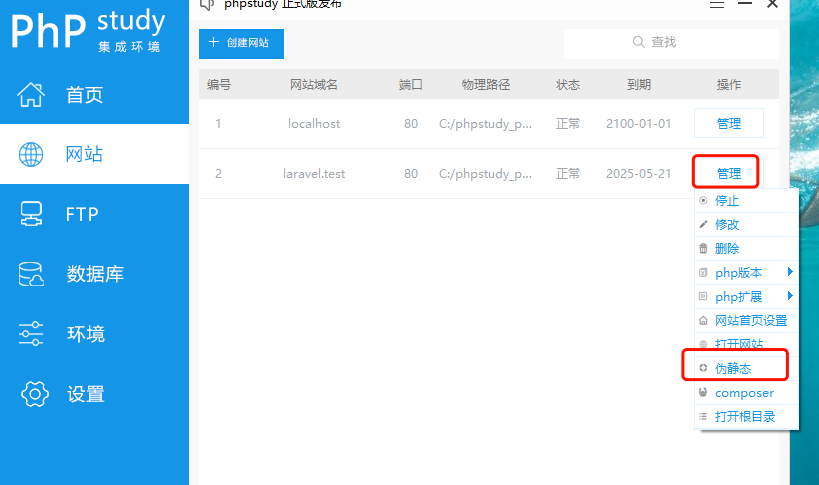 phpstudy 正式版发布
PhP study
集成环境
首页
网站
FTP
数据库
环境
设置
创建网站
查找
编号 网站域名 端口 物理路径 状态 到期 操作
1 localhost 80 C:/phpstudy_p... 正常 2100-01-01 管理
2 laravel.test 80 C:/phpstudy_p... 正常 2025-05-21 管理
停止
修改
删除
php版本
php扩展
网站首页设置
打开网站
伪静态
composer
打开根目录